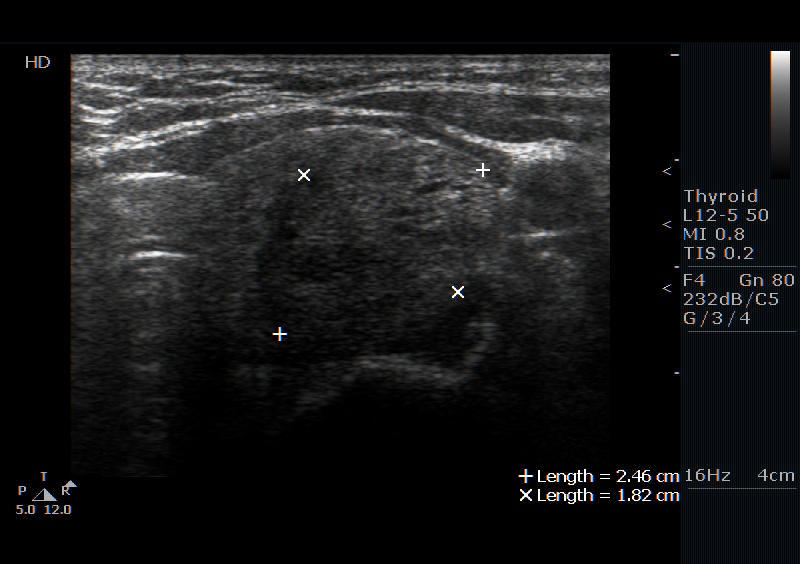 HD
Thyroid
L12-5 50
MI 0.8
TIS 0.2
F4 Gn 80
232dB/C5
G/3/4
16Hz 4cm
+ Length = 2.46 cm
× Length = 1.82 cm
T
P R
5.0 12.0